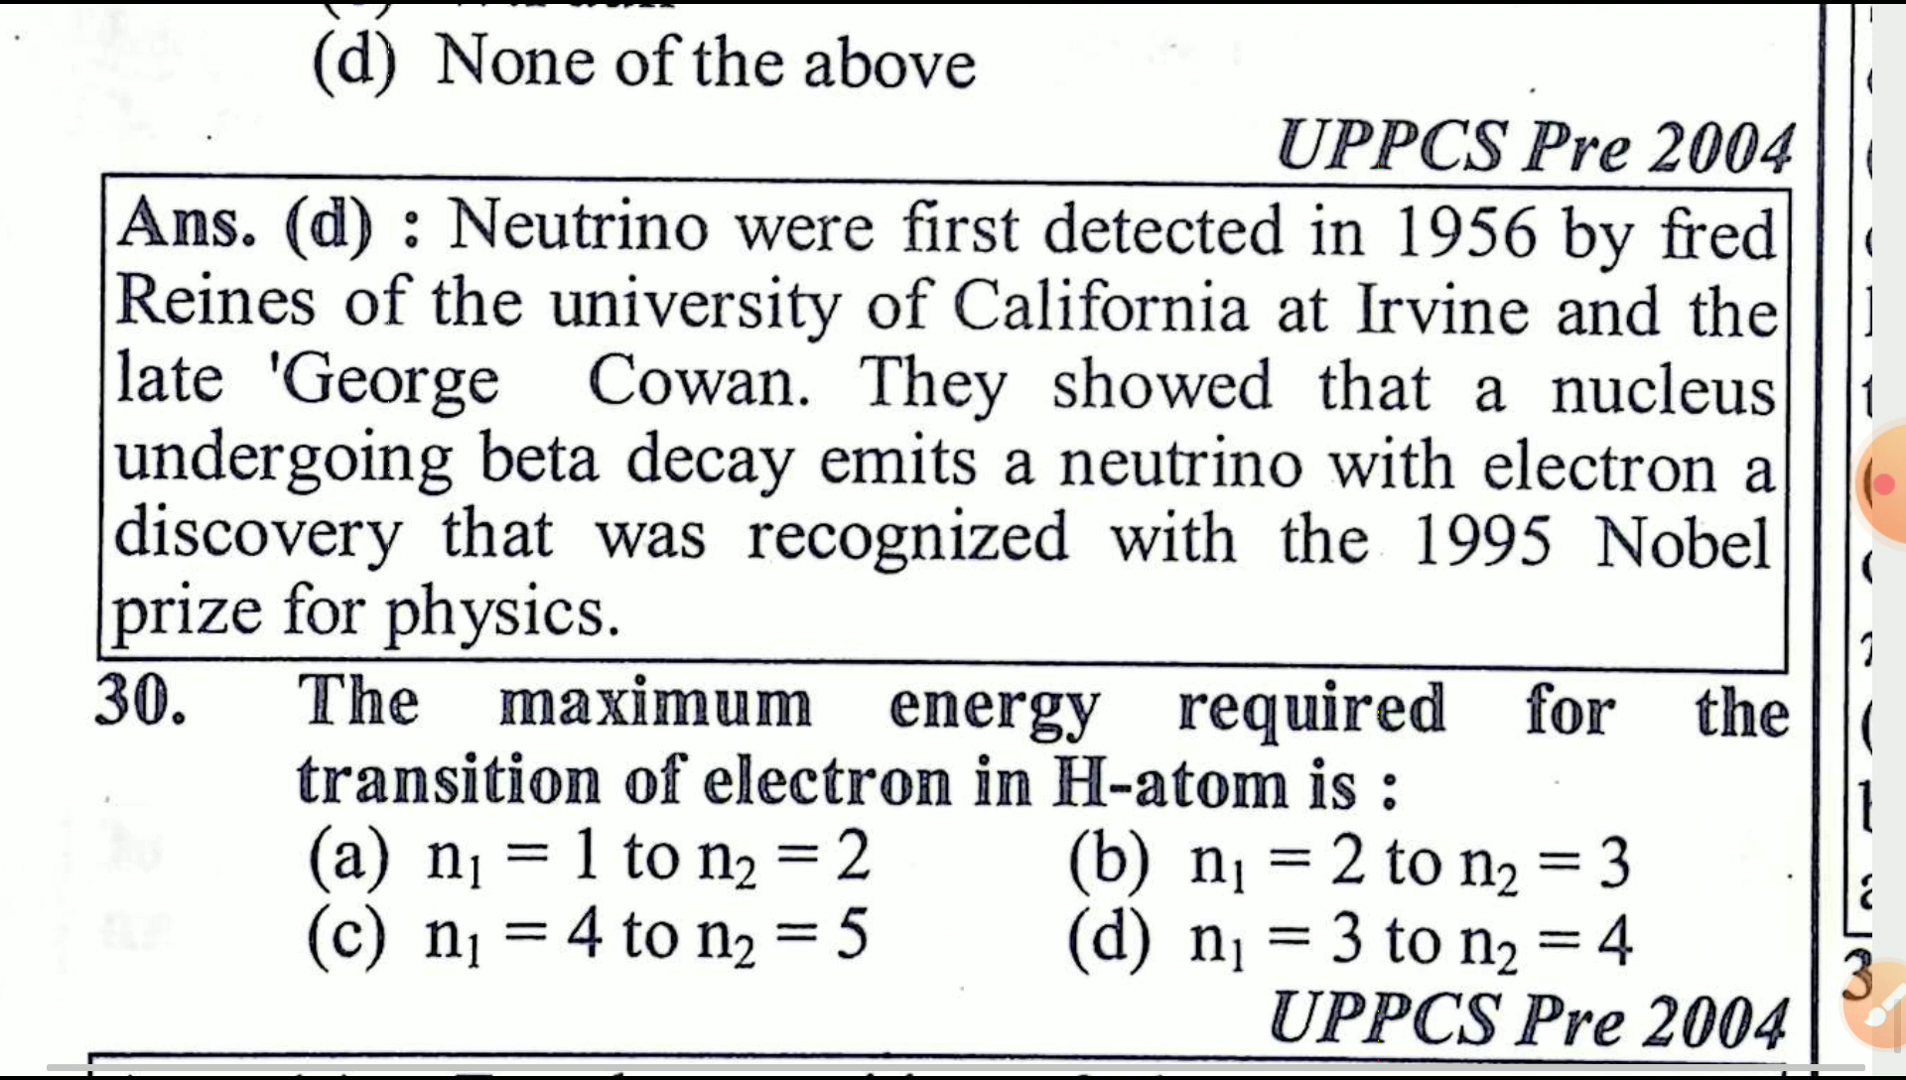 (d) None of the above
UPPCS Pre 2004
Ans. (d) : Neutrino were first detected in 1956 by fred
Reines of the university of California at Irvine and the
late 'George Cowan. They showed that a nucleus
undergoing beta decay emits a neutrino with electron a
discovery that was recognized with the 1995 Nobel
prize for physics.
30. The maximum energy required for the
transition of electron in H-atom is :
(a) n₁ = 1 to n₂ = 2 (b) n₁ = 2 to n₂ = 3
(c) n₁ = 4 to n₂ = 5 (d) n₁ = 3 to n₂ = 4
UPPCS Pre 2004
3